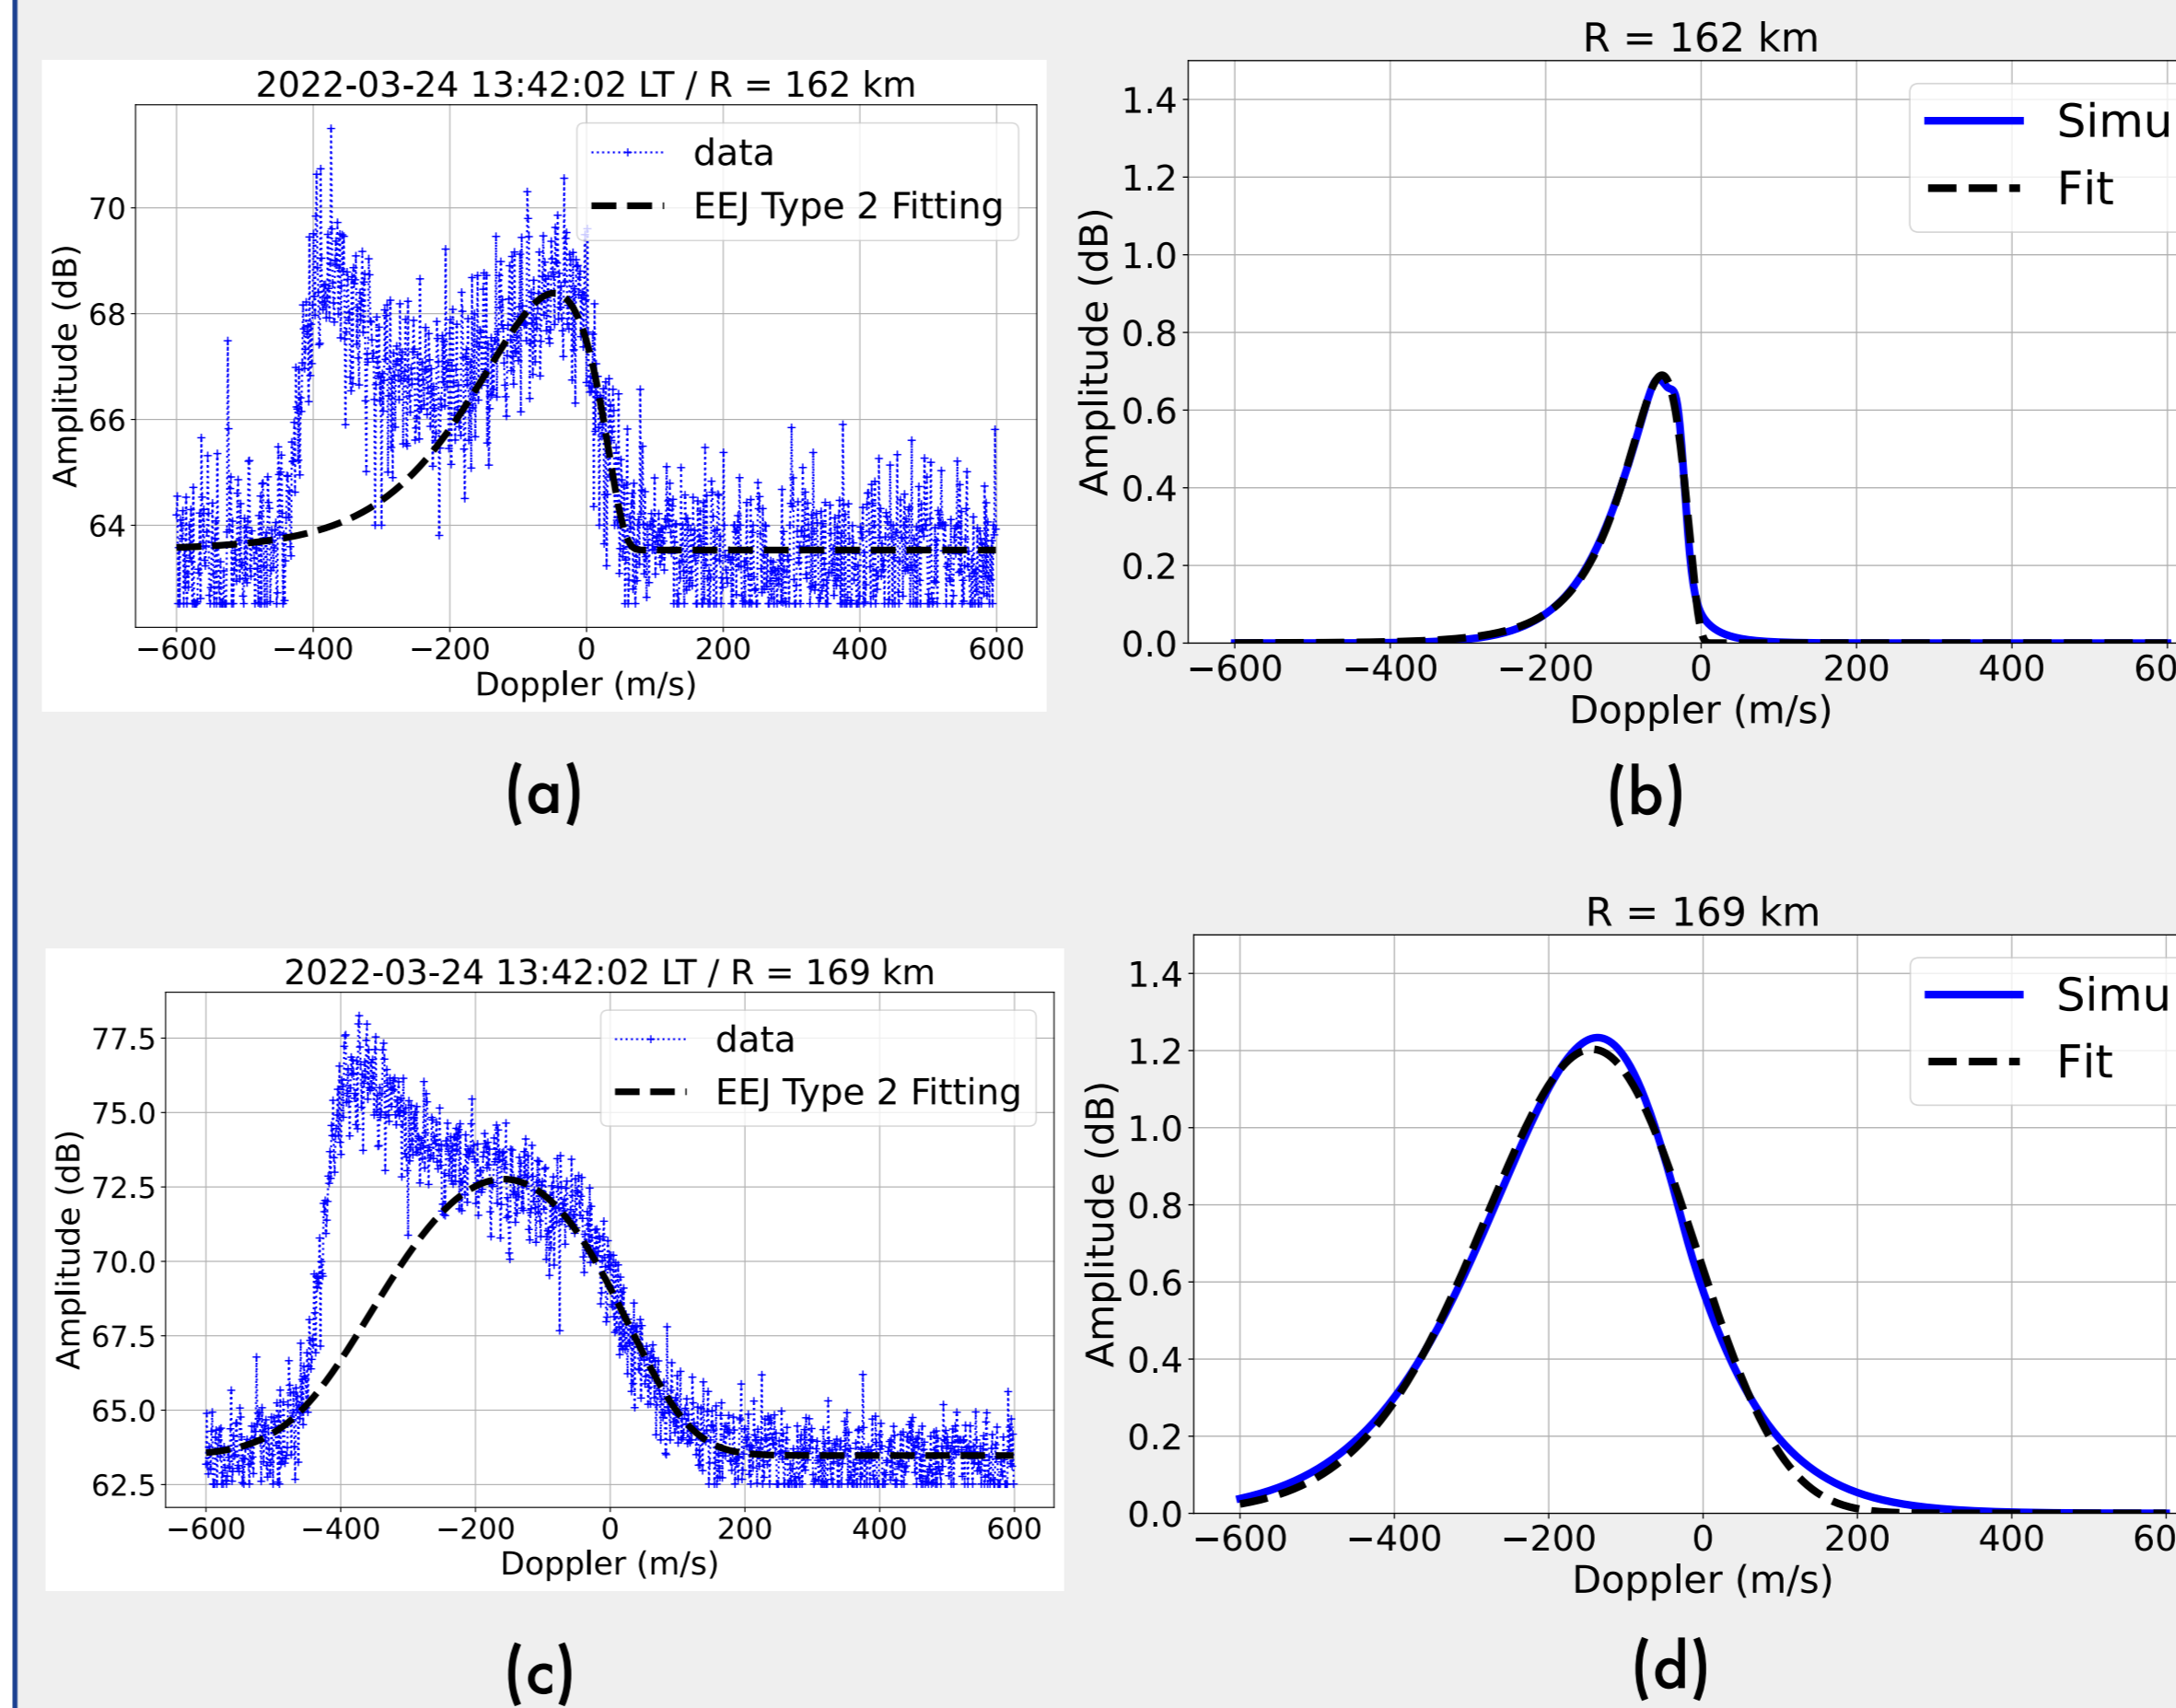 2022-03-24 13:42:02 LT / R = 162 km
data
EEJ Type 2 Fitting
Amplitude (dB)
70
68
66
64
−600 −400 −200 0 200 400 600
Doppler (m/s)
(a)
R = 162 km
Simu
Fit
Amplitude (dB)
1.4
1.2
1.0
0.8
0.6
0.4
0.2
0.0
−600 −400 −200 0 200 400 60
Doppler (m/s)
(b)
2022-03-24 13:42:02 LT / R = 169 km
data
EEJ Type 2 Fitting
Amplitude (dB)
77.5
75.0
72.5
70.0
67.5
65.0
62.5
−600 −400 −200 0 200 400 600
Doppler (m/s)
(c)
R = 169 km
Simu
Fit
Amplitude (dB)
1.4
1.2
1.0
0.8
0.6
0.4
0.2
0.0
−600 −400 −200 0 200 400 60
Doppler (m/s)
(d)